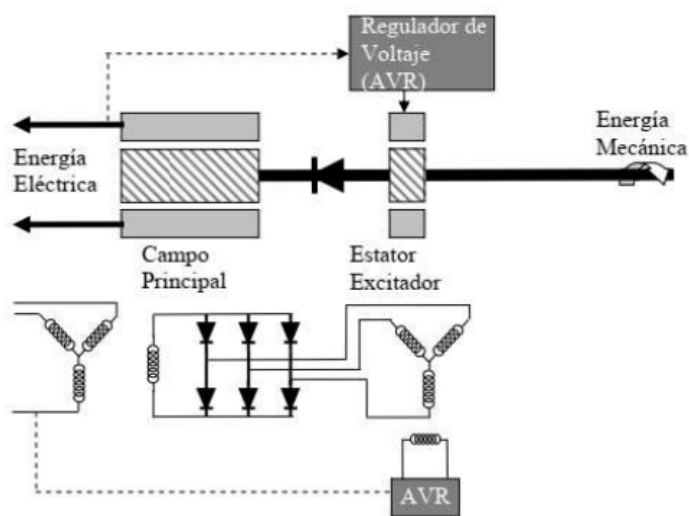 Regulador de
Voltaje
(AVR)
Energía
Mecánica
Energía
Eléctrica
Campo
Principal
Estator
Excitador
AVR